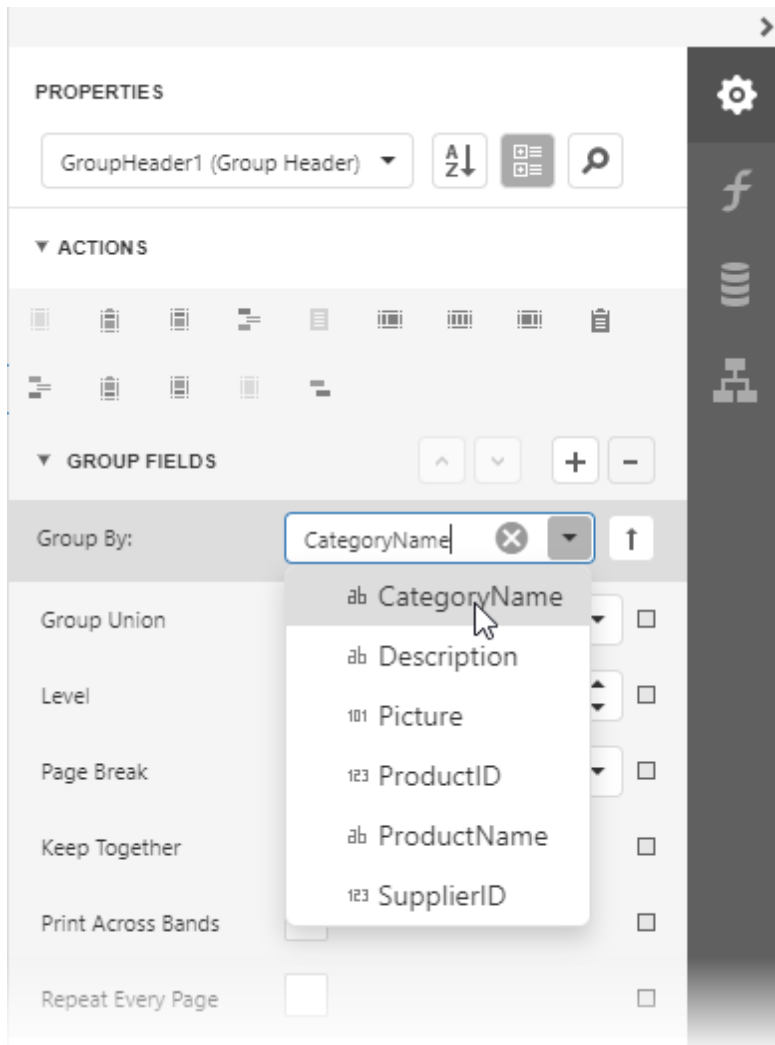 PROPERTIES
GroupHeader1 (Group Header)
AZ
ACTIONS
GROUP FIELDS
Group By:
CategoryName
ab CategoryName
Group Union
ab Description
Level
101 Picture
Page Break
123 ProductID
Keep Together
ab ProductName
123 SupplierID
Print Across Bands
Repeat Every Page